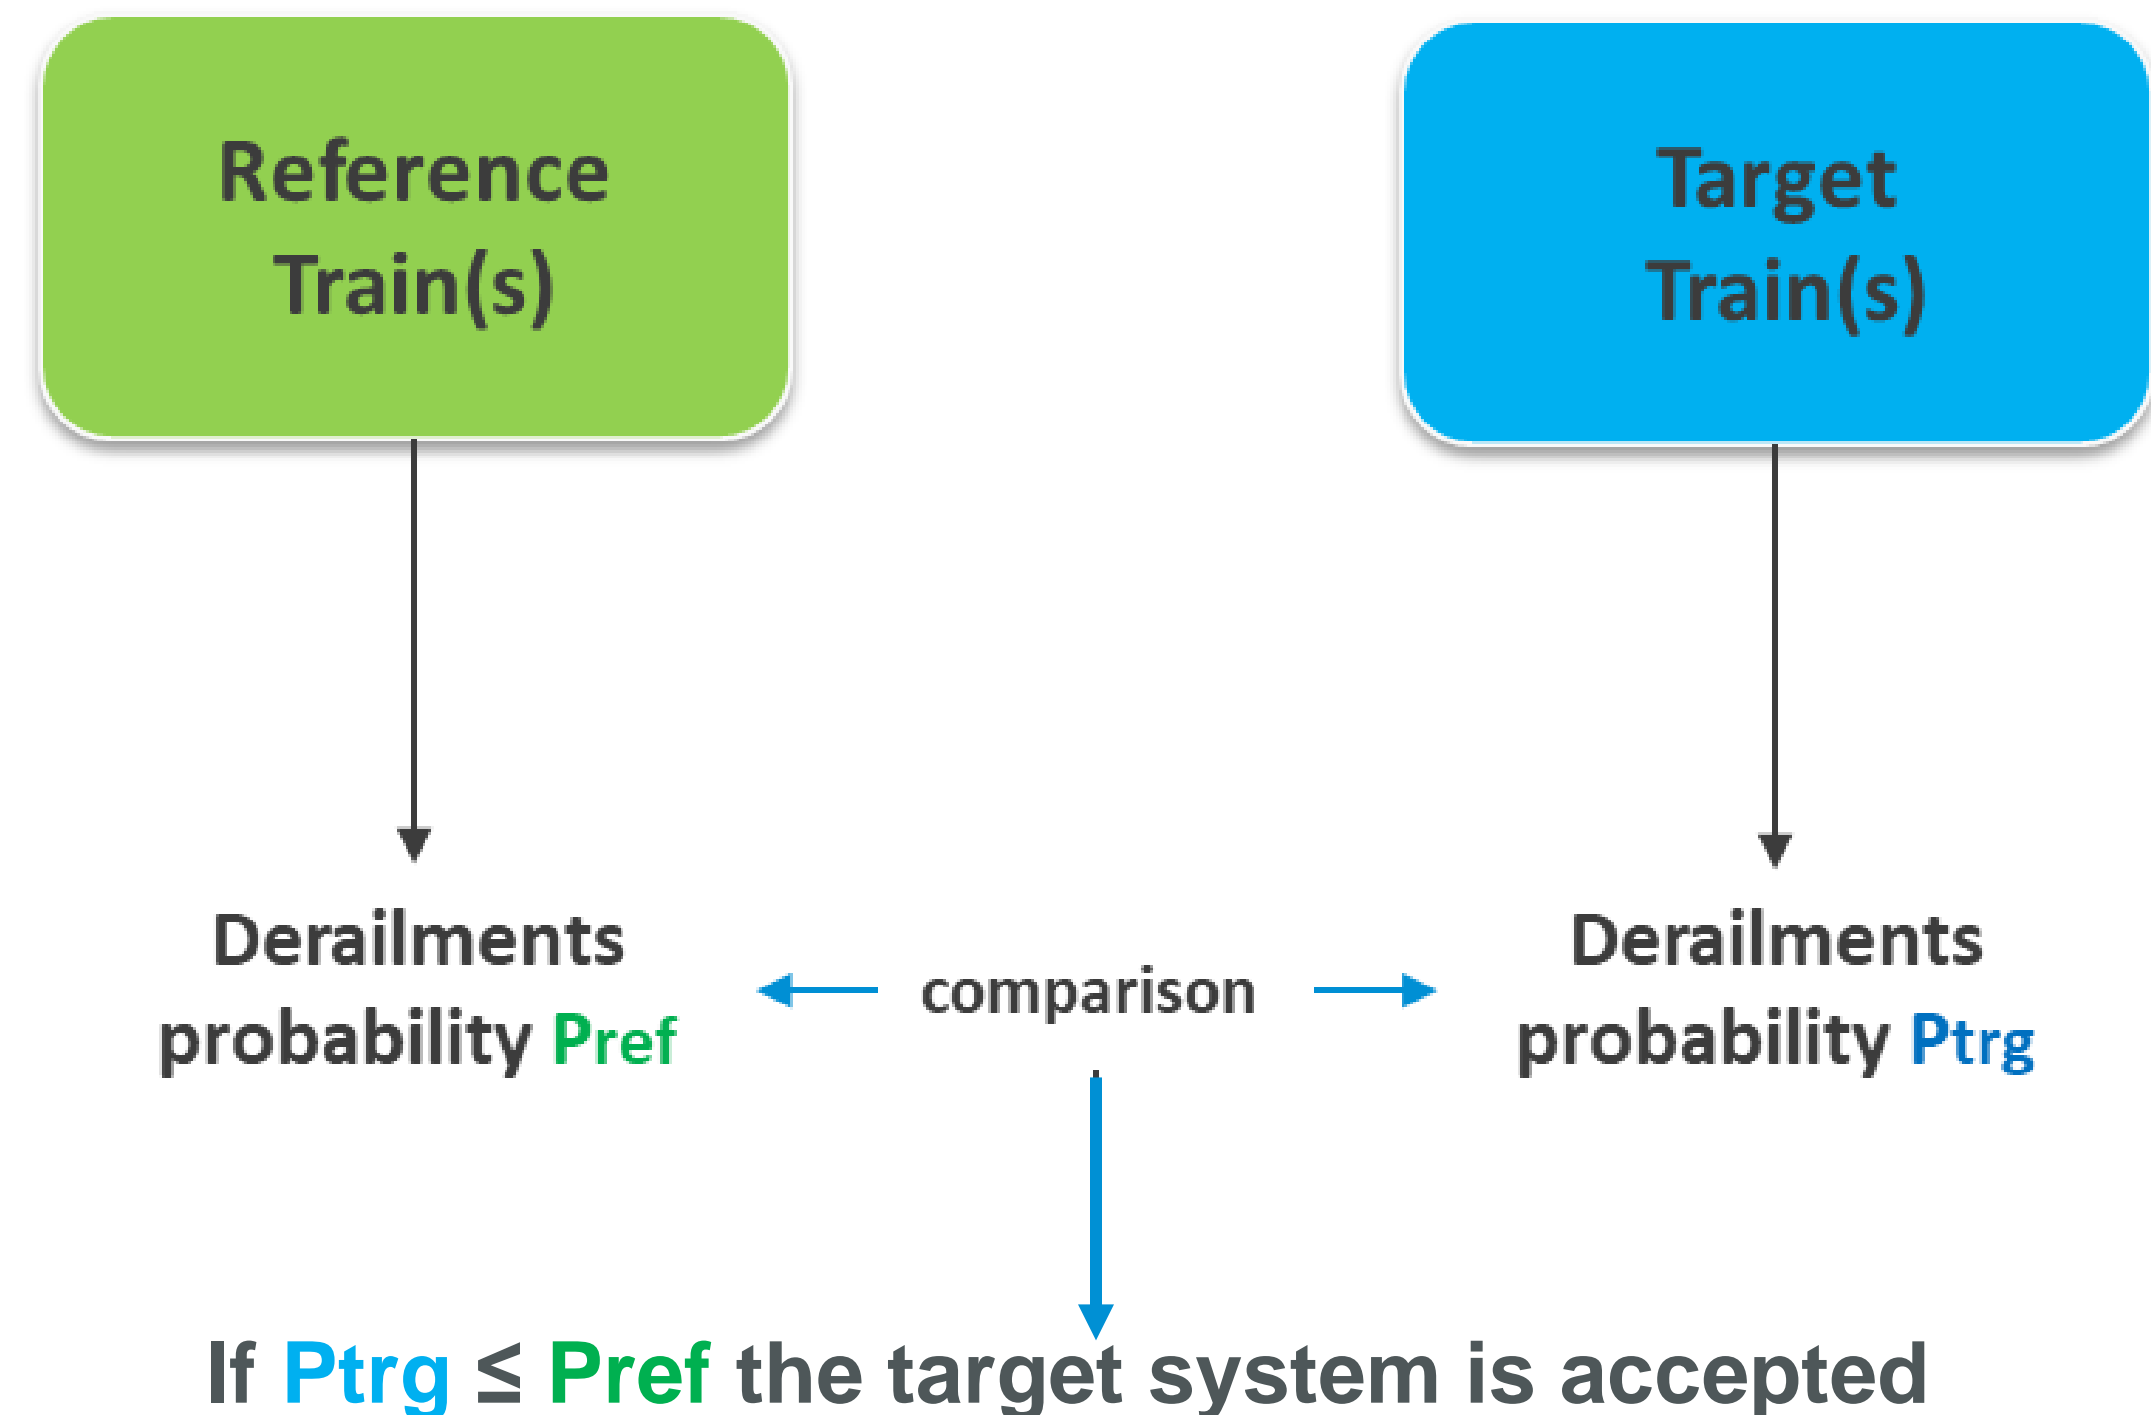 Reference
Train(s)
Target
Train(s)
Derailments
probability Pref
comparison
Derailments
probability Ptrg
If Ptrg ≤ Pref the target system is accepted